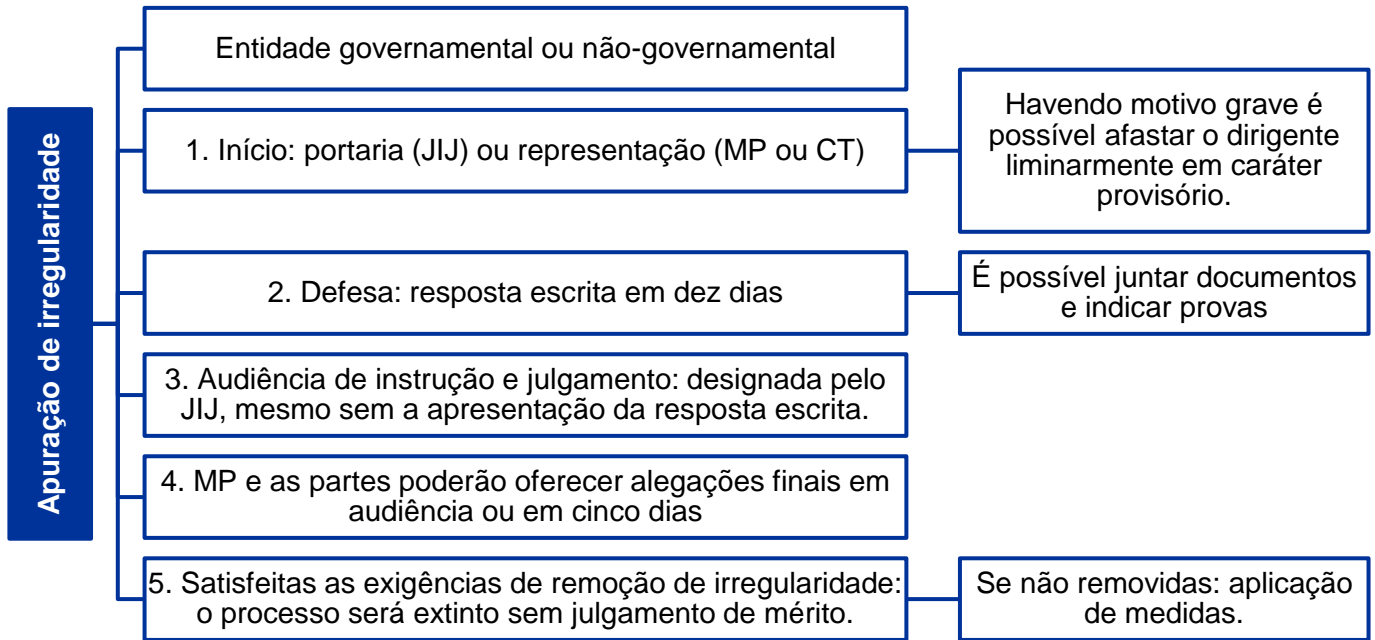 Apuração de irregularidade
Entidade governamental ou não-governamental
1. Início: portaria (JIJ) ou representação (MP ou CT)
Havendo motivo grave é
possível afastar o dirigente
liminarmente em caráter
provisório.
2. Defesa: resposta escrita em dez dias
É possível juntar documentos
e indicar provas
3. Audiência de instrução e julgamento: designada pelo
JIJ, mesmo sem a apresentação da resposta escrita.
4. MP e as partes poderão oferecer alegações finais em
audiência ou em cinco dias
5. Satisfeitas as exigências de remoção de irregularidade:
o processo será extinto sem julgamento de mérito.
Se não removidas: aplicação
de medidas.